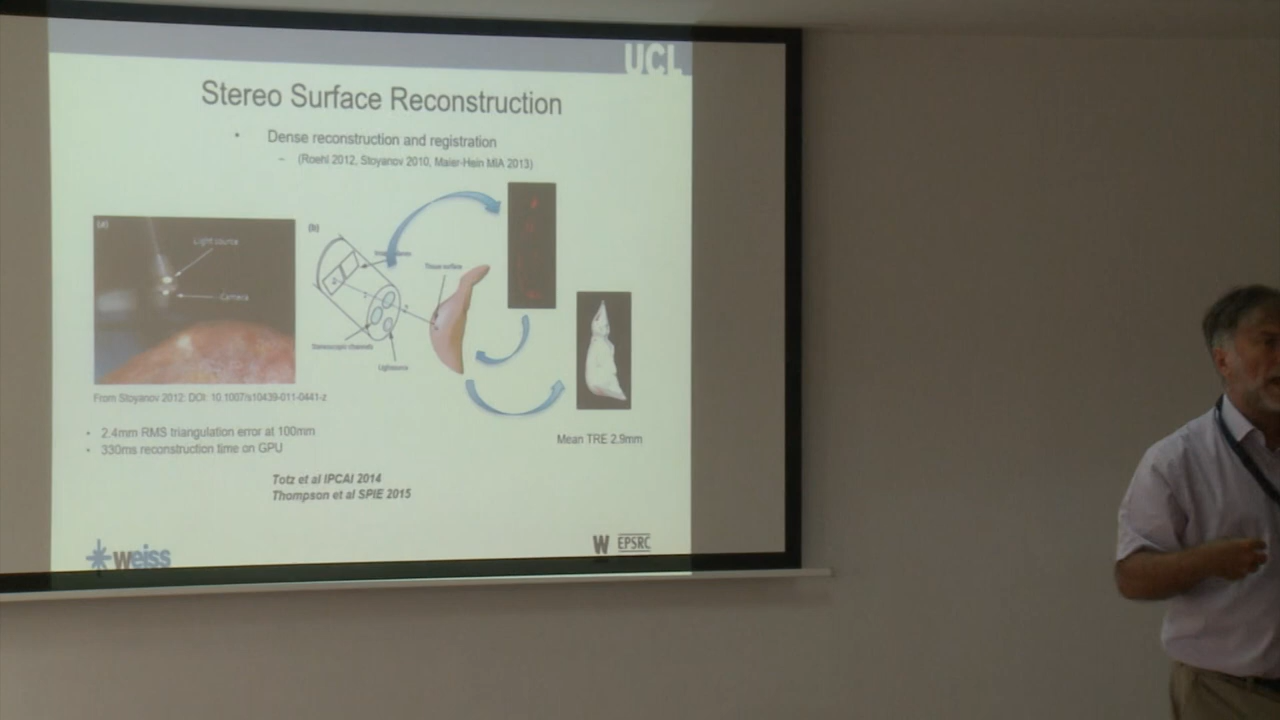 UCL
Stereo Surface Reconstruction
• Dense reconstruction and registration
– (Roehl 2012, Stoyanov 2010, Maier-Hein MIA 2013)
(a)
Light source
Camera
(b)
Tissue surface
Stereoscopic channels
Lightsource
From Stoyanov 2012: DOI: 10.1007/s10439-011-0441-z
• 2.4mm RMS triangulation error at 100mm
• 330ms reconstruction time on GPU
Mean TRE 2.9mm
Totz et al IPCAI 2014
Thompson et al SPIE 2015
weiss
W
EPSRC